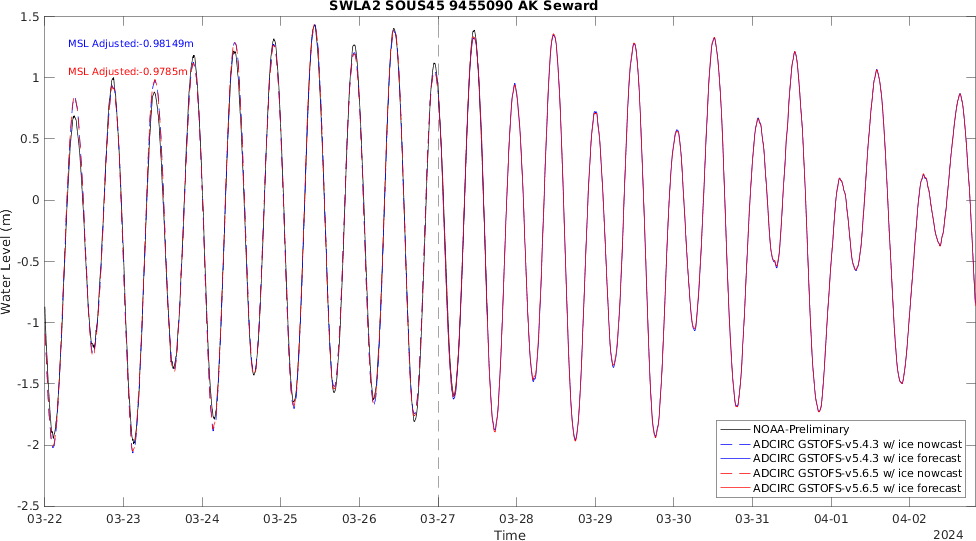 SWLA2 SOUS45 9455090 AK Seward
1.5
MSL Adjusted:-0.98149m
MSL Adjusted:-0.9785m
1
0.5
0
-0.5
-1
-1.5
-2
-2.5
Water Level (m)
NOAA-Preliminary
ADCIRC GSTOFS-v5.4.3 w/ ice nowcast
ADCIRC GSTOFS-v5.4.3 w/ ice forecast
ADCIRC GSTOFS-v5.6.5 w/ ice nowcast
ADCIRC GSTOFS-v5.6.5 w/ ice forecast
03-22 03-23 03-24 03-25 03-26 03-27 03-28 03-29 03-30 03-31 04-01 04-02
Time
2024